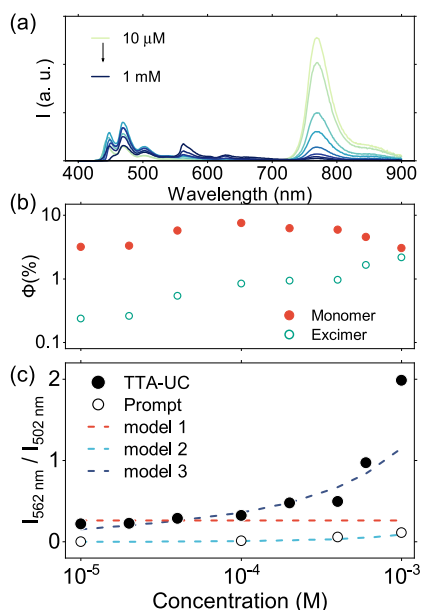 (a)
10 μM
1 mM
I (a. u.)
400 500 600 700 800 900
Wavelength (nm)
(b)
10
1
0.1
Φ(%)
Monomer
Excimer
(c)
2
1
0
I562 nm / I502 nm
TTA-UC
Prompt
model 1
model 2
model 3
10⁻⁵ 10⁻⁴ 10⁻³
Concentration (M)